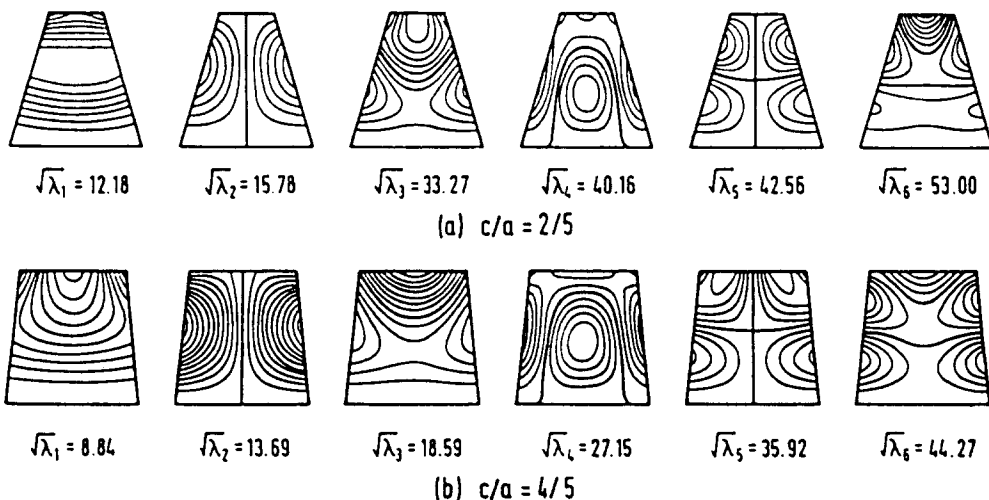 √λ₁ = 12.18 √λ₂ = 15.78 √λ₃ = 33.27 √λ₄ = 40.16 √λ₅ = 42.56 √λ₆ = 53.00
(a) c/a = 2/5
√λ₁ = 8.84 √λ₂ = 13.69 √λ₃ = 18.59 √λ₄ = 27.15 √λ₅ = 35.92 √λ₆ = 44.27
(b) c/a = 4/5